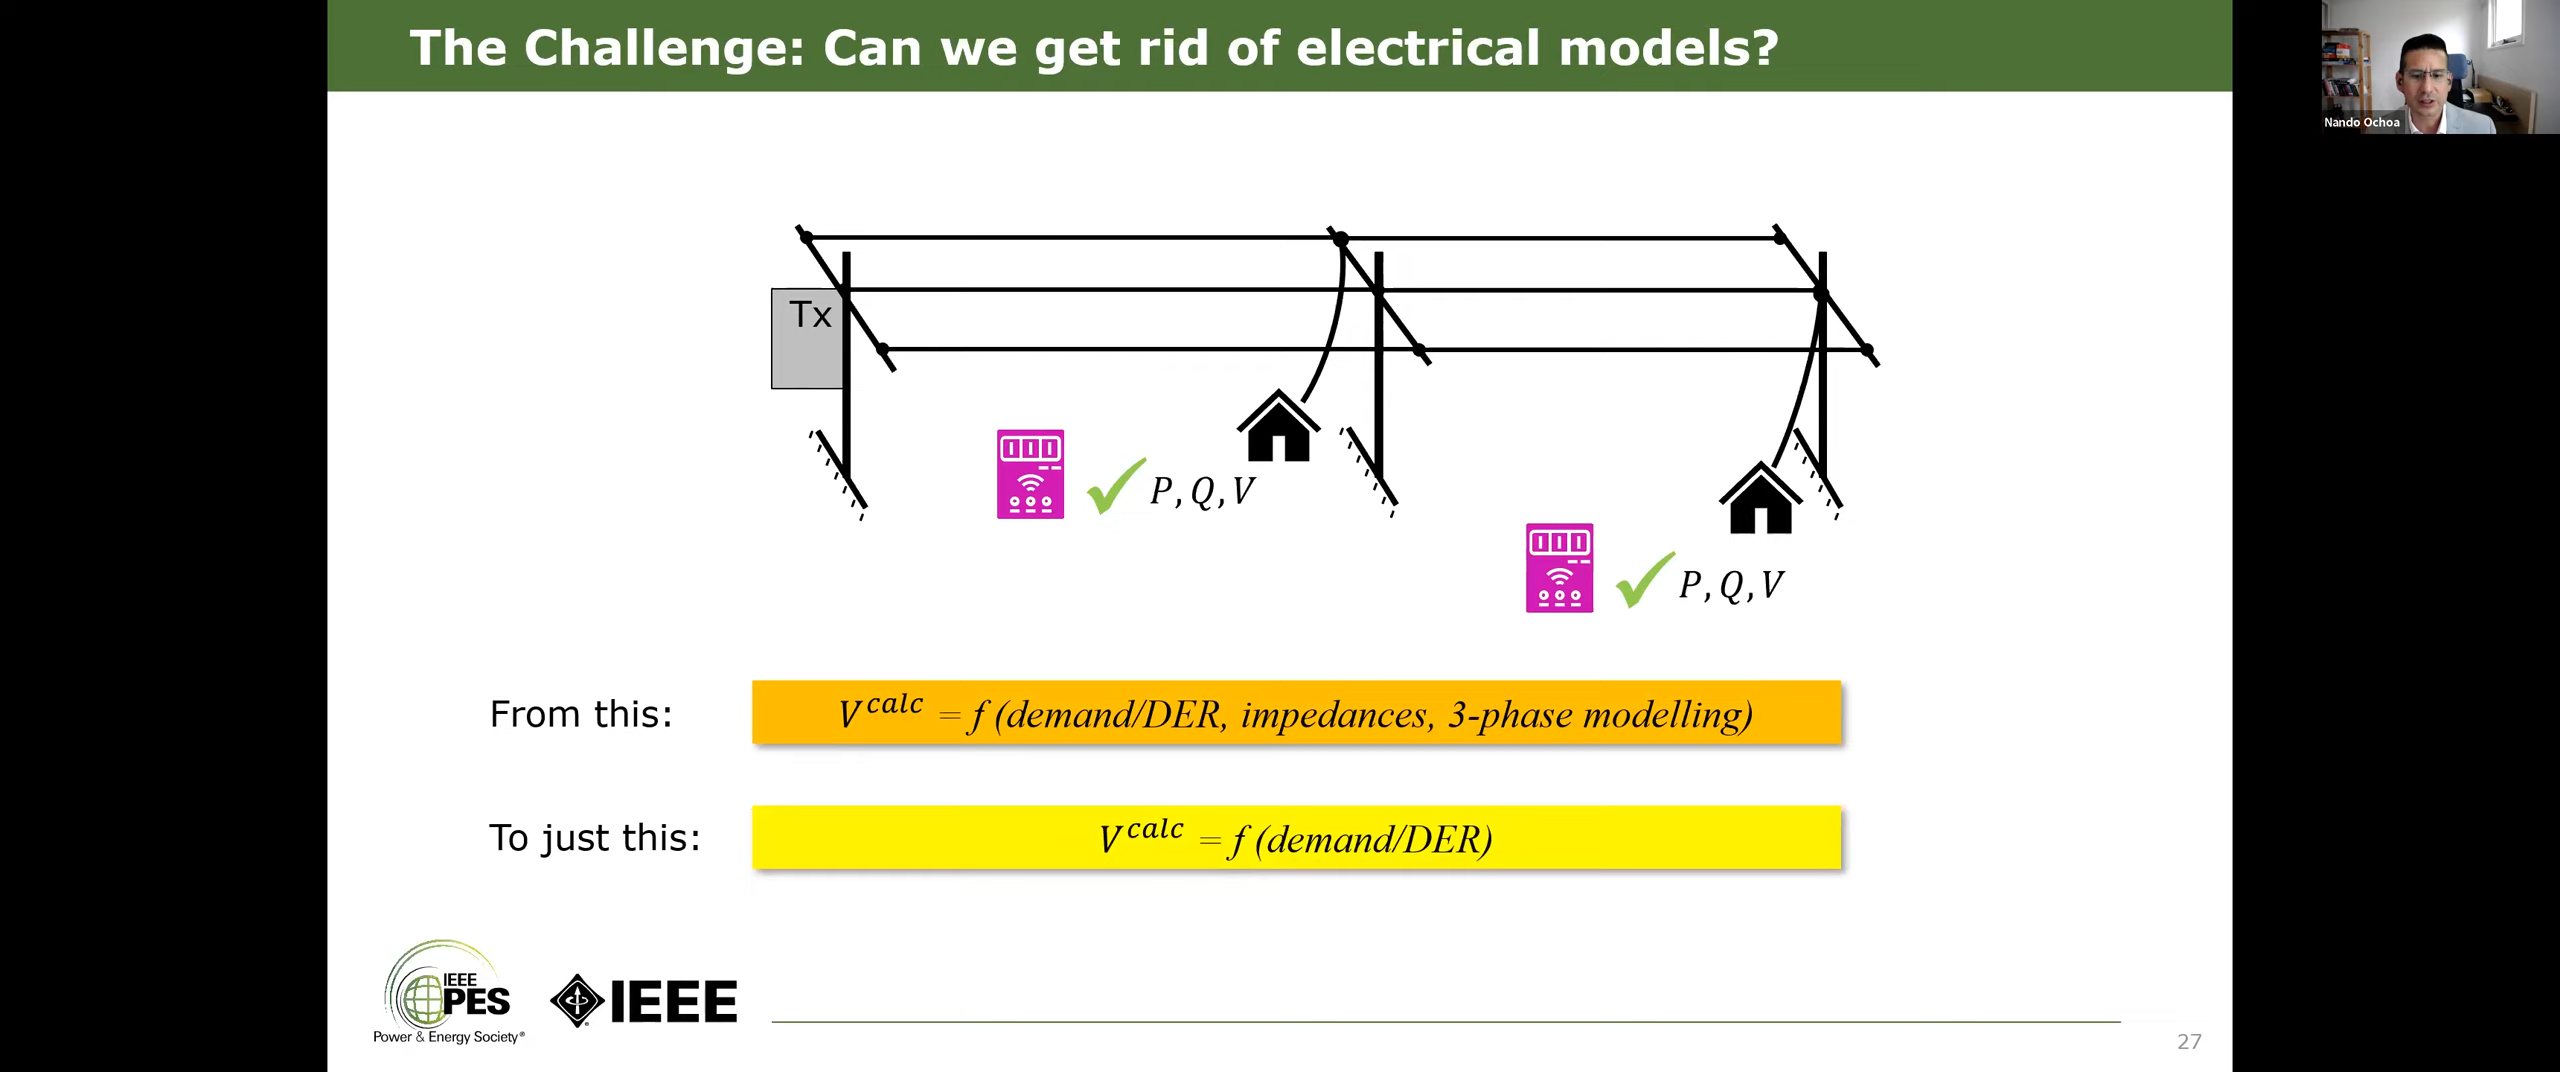 The Challenge: Can we get rid of electrical models?
Nando Ochoa
Tx
P, Q, V
P, Q, V
From this:
V^calc = f (demand/DER, impedances, 3-phase modelling)
To just this:
V^calc = f (demand/DER)
IEEE
PES
Power & Energy Society®
IEEE
27